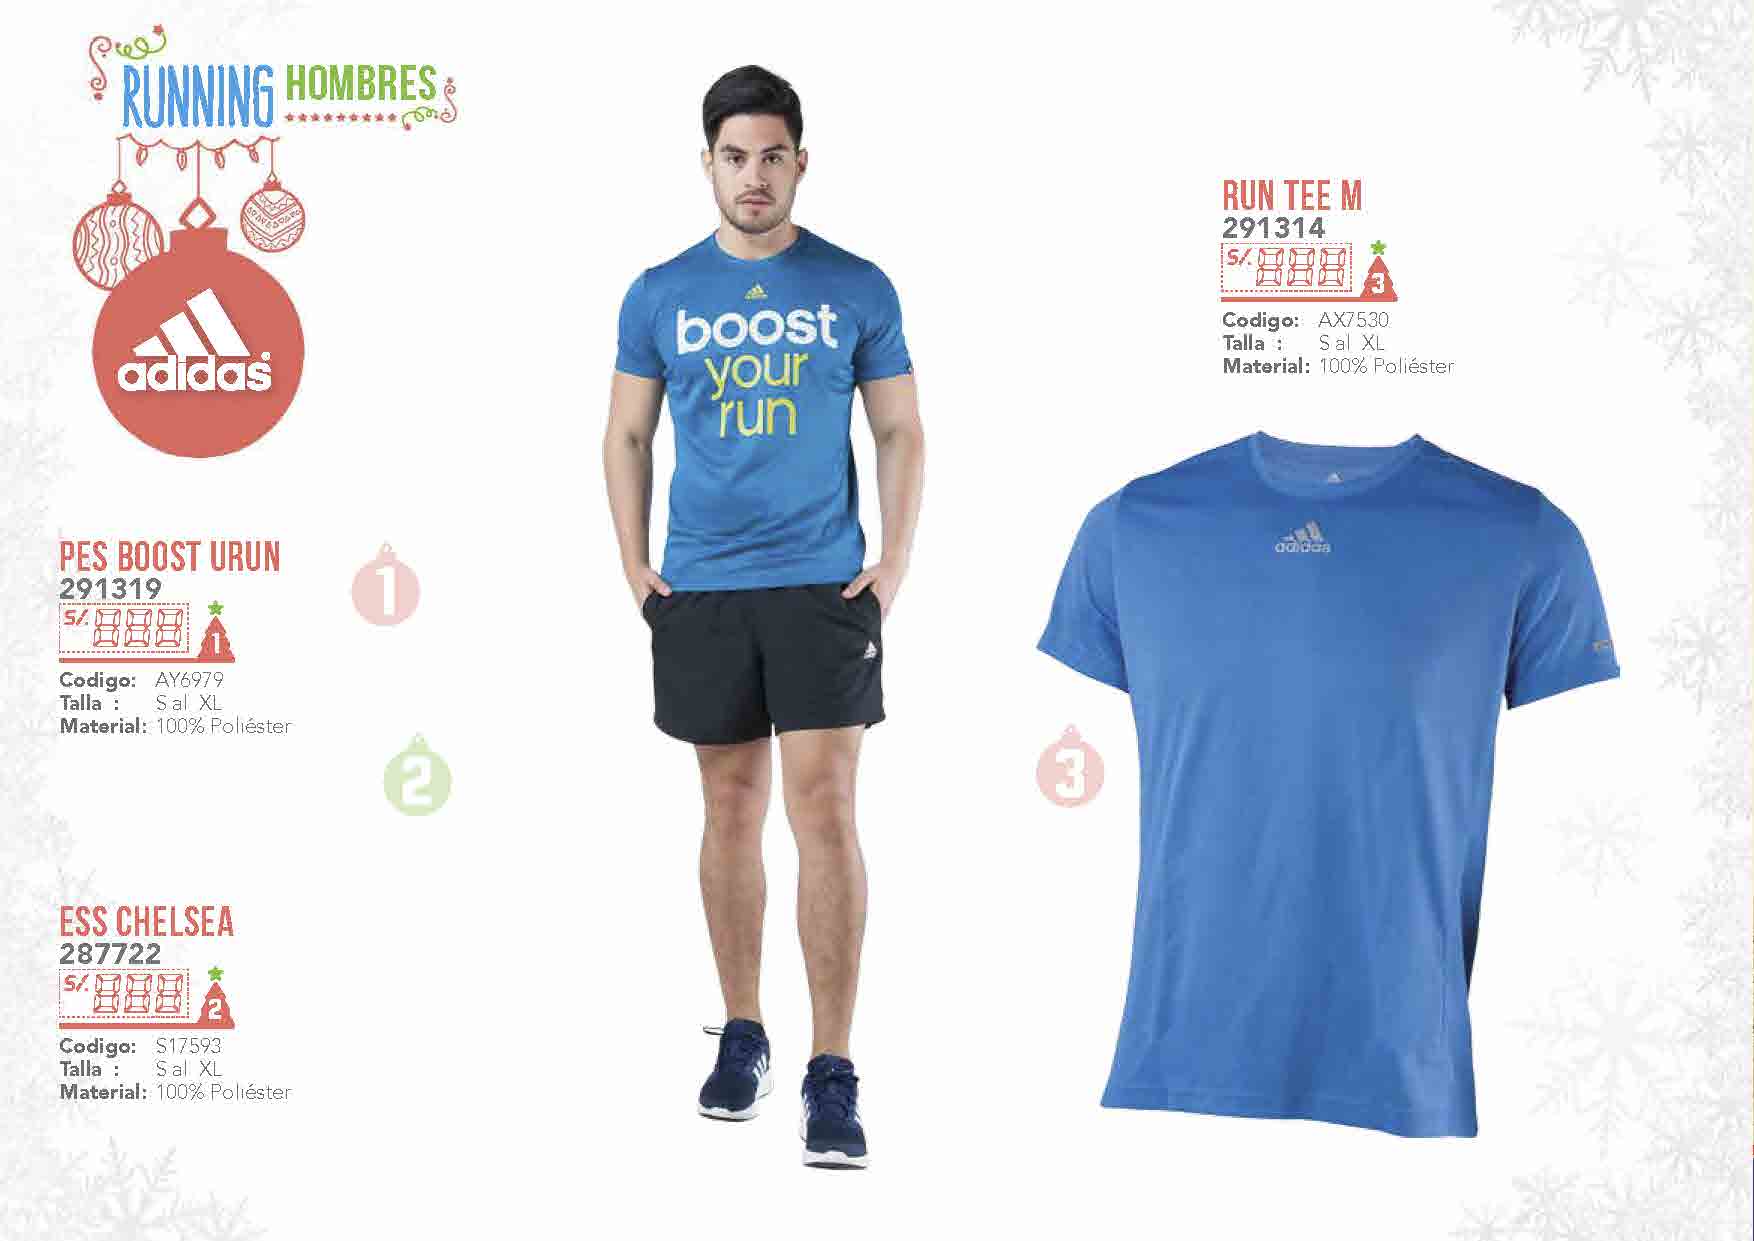 RUNNING HOMBRES
adidas
PES BOOST URUN
291319
S/. 888
1
Codigo: AY6979
Talla : S al XL
Material: 100% Poliéster
1
2
ESS CHELSEA
287722
S/. 888
2
Codigo: S17593
Talla : S al XL
Material: 100% Poliéster
boost
your
run
RUN TEE M
291314
S/. 888
3
Codigo: AX7530
Talla : S al XL
Material: 100% Poliéster
adidas
3